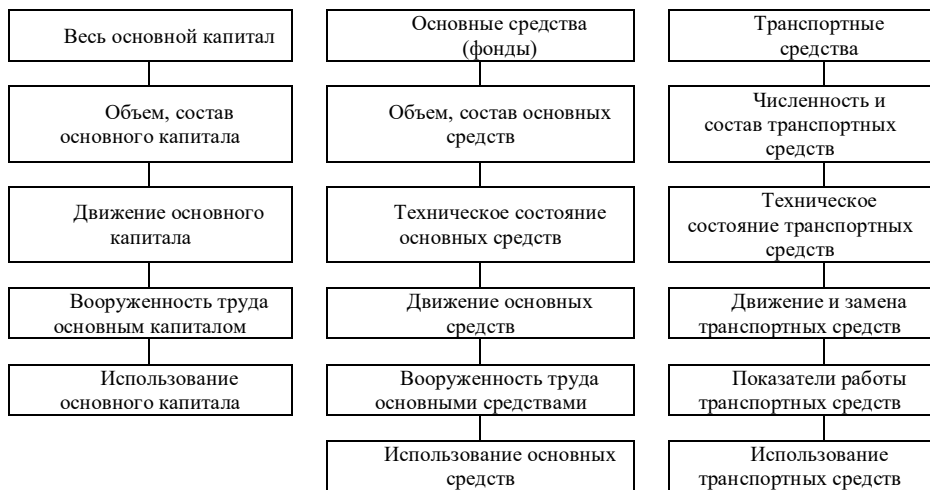 Весь основной капитал
Объем, состав
основного капитала
Движение основного
капитала
Вооруженность труда
основным капиталом
Использование
основного капитала
Основные средства
(фонды)
Объем, состав основных
средств
Техническое состояние
основных средств
Движение основных
средств
Вооруженность труда
основными средствами
Использование основных
средств
Транспортные
средства
Численность и
состав транспортных
средств
Техническое
состояние транспортных
средств
Движение и замена
транспортных средств
Показатели работы
транспортных средств
Использование
транспортных средств